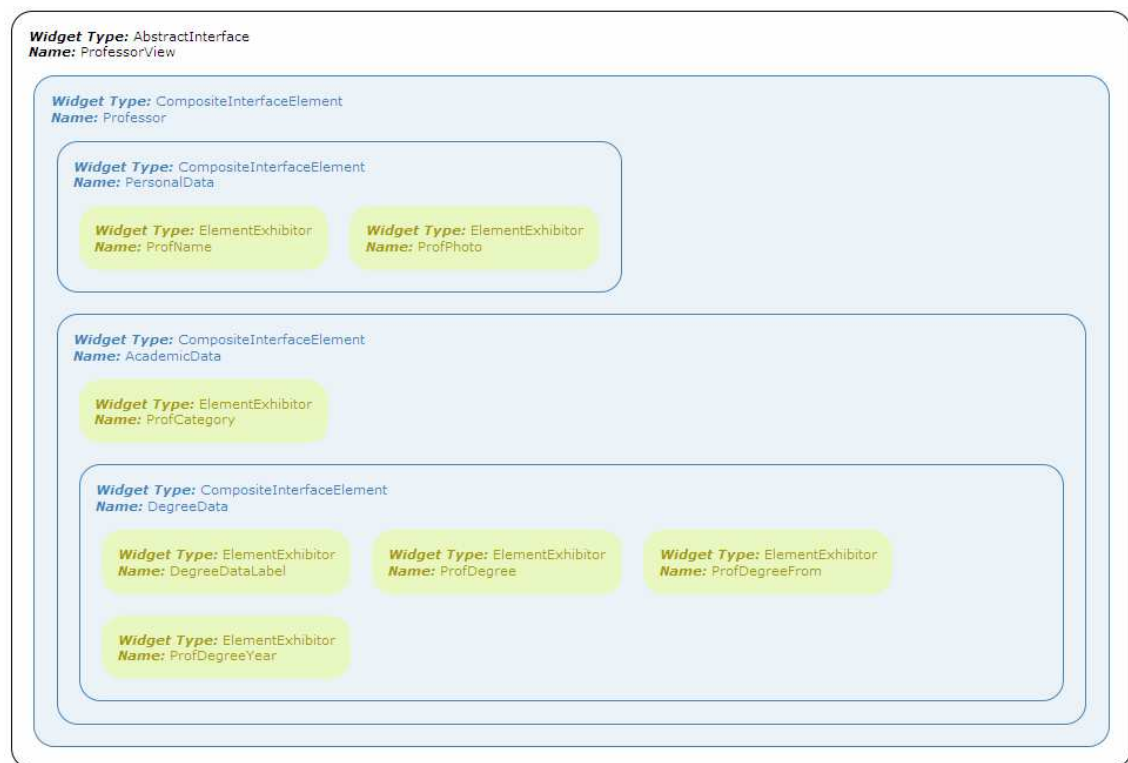 Widget Type: AbstractInterface
Name: ProfessorView
Widget Type: CompositeInterfaceElement
Name: Professor
Widget Type: CompositeInterfaceElement
Name: PersonalData
Widget Type: ElementExhibitor
Name: ProfName
Widget Type: ElementExhibitor
Name: ProfPhoto
Widget Type: CompositeInterfaceElement
Name: AcademicData
Widget Type: ElementExhibitor
Name: ProfCategory
Widget Type: CompositeInterfaceElement
Name: DegreeData
Widget Type: ElementExhibitor
Name: DegreeDataLabel
Widget Type: ElementExhibitor
Name: ProfDegree
Widget Type: ElementExhibitor
Name: ProfDegreeFrom
Widget Type: ElementExhibitor
Name: ProfDegreeYear